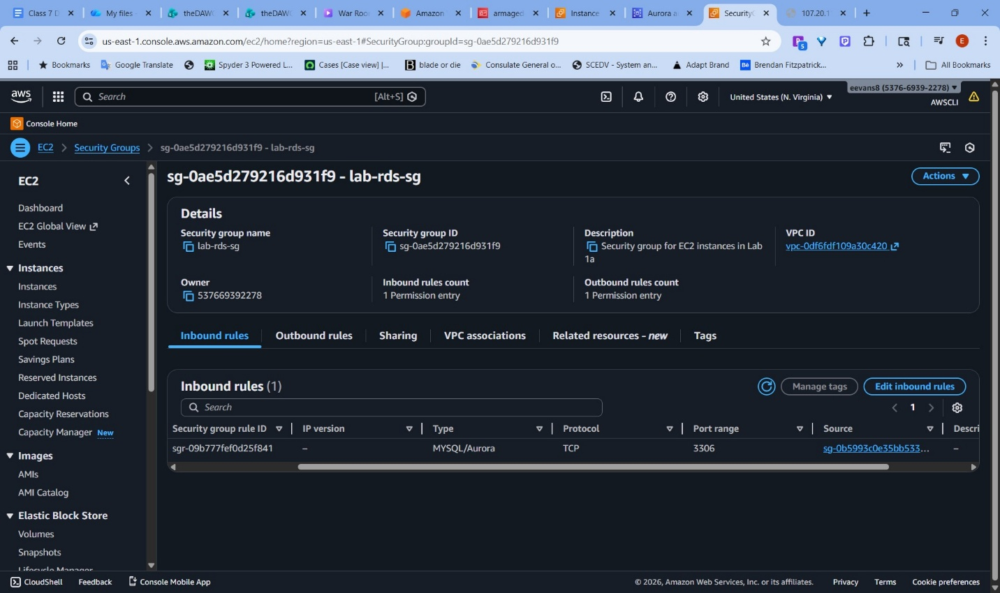 Class 7 D
My files -
theDAWC
theDAWC
War Roo
Amazon
armaged
Instance
Aurora a
SecurityG
107.20.1
us-east-1.console.aws.amazon.com/ec2/home?region=us-east-1#SecurityGroup:groupId=sg-0ae5d279216d931f9
5
E
Bookmarks
Google Translate
Spyder 3 Powered L...
Cases [Case view] |...
blade or die
Consulate General o...
SCEDV - System an...
Adapt Brand
Brendan Fitzpatrick...
All Bookmarks
aws
Search
[Alt+S]
United States (N. Virginia)
eevans8 (5376-6939-2278)
AWSCLI
Console Home
EC2
Security Groups
sg-0ae5d279216d931f9 - lab-rds-sg
EC2
Dashboard
EC2 Global View
Events
Instances
Instances
Instance Types
Launch Templates
Spot Requests
Savings Plans
Reserved Instances
Dedicated Hosts
Capacity Reservations
Capacity Manager New
Images
AMIs
AMI Catalog
Elastic Block Store
Volumes
Snapshots
Lifecycle Manager
sg-0ae5d279216d931f9 - lab-rds-sg
Actions
Details
Security group name
lab-rds-sg
Security group ID
sg-0ae5d279216d931f9
Description
Security group for EC2 instances in Lab
1a
VPC ID
vpc-0df6fdf109a30c420
Owner
537669392278
Inbound rules count
1 Permission entry
Outbound rules count
1 Permission entry
Inbound rules
Outbound rules
Sharing
VPC associations
Related resources - new
Tags
Inbound rules (1)
Manage tags
Edit inbound rules
Search
1
Security group rule ID
IP version
Type
Protocol
Port range
Source
Descri
sgr-09b777fef0d25f841
–
MYSQL/Aurora
TCP
3306
sg-0b5993c0e35bb533...
–
CloudShell
Feedback
Console Mobile App
© 2026, Amazon Web Services, Inc. or its affiliates.
Privacy
Terms
Cookie preferences